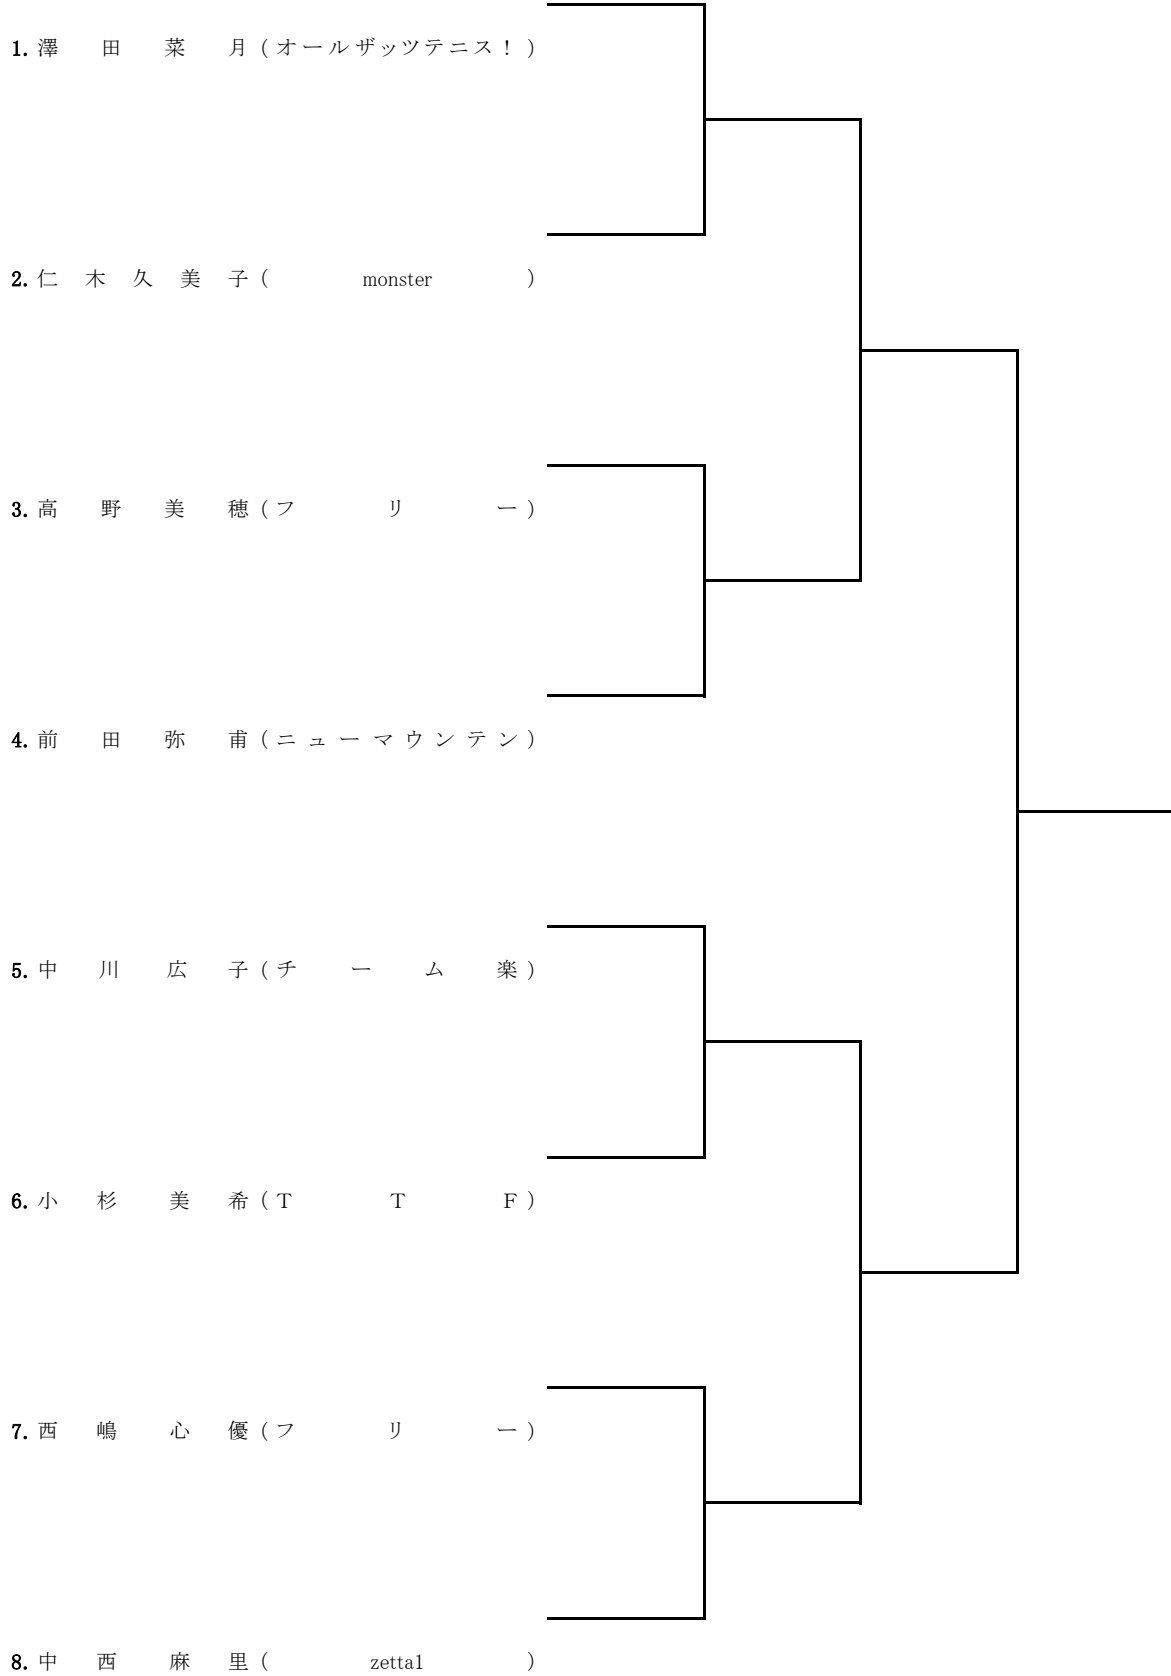 1. 澤田菜月(オールザッツテニス!)
2. 仁木久美子(monster)
3. 高野美穂(フリー)
4. 前田弥甫(ニューマウンテン)
5. 中川広子(チーム楽)
6. 小杉美希(TTF)
7. 西嶋心優(フリー)
8. 中西麻里(zetta1)